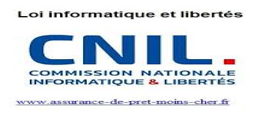 Loi informatique et libertés
CNIL.
COMMISSION NATIONALE
INFORMATIQUE & LIBERTÉS
www.assurance-de-pret-moins-cher.fr